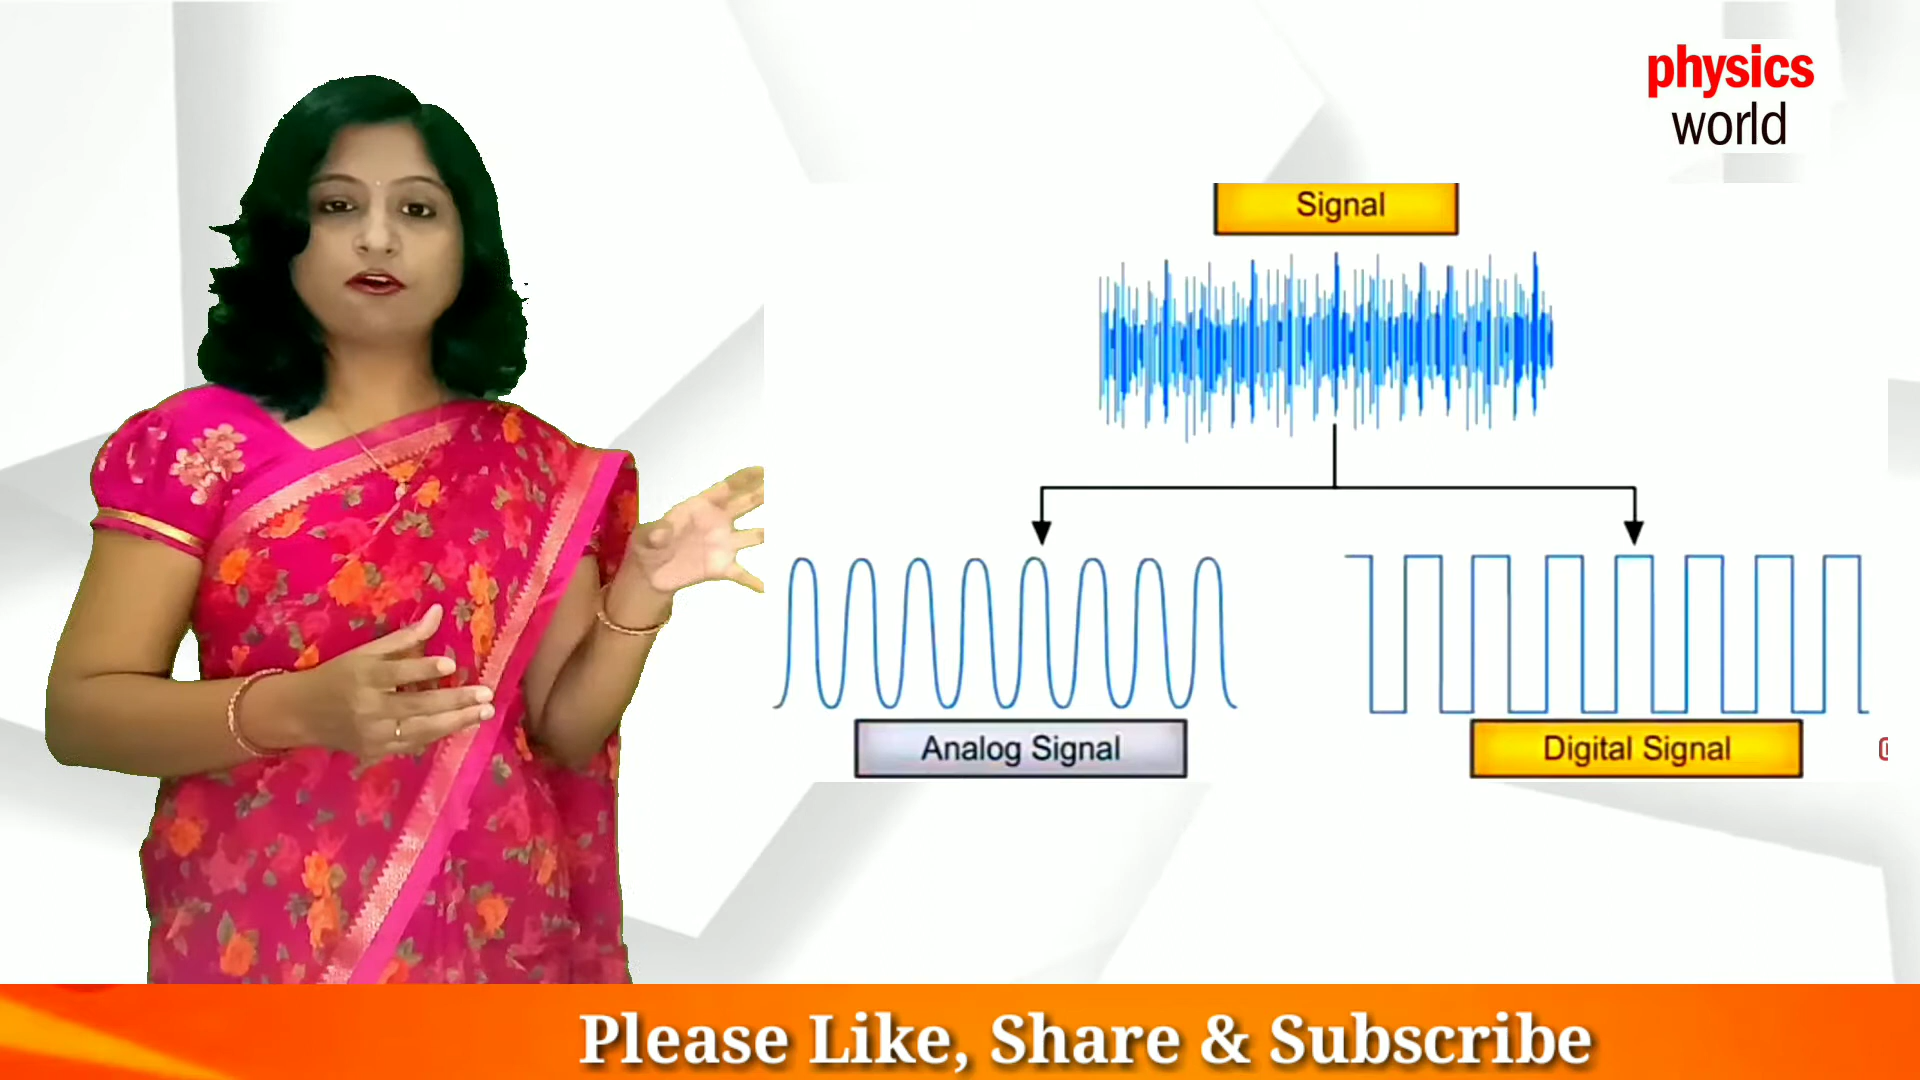 physics
world
Signal
Analog Signal
Digital Signal
Please Like, Share & Subscribe